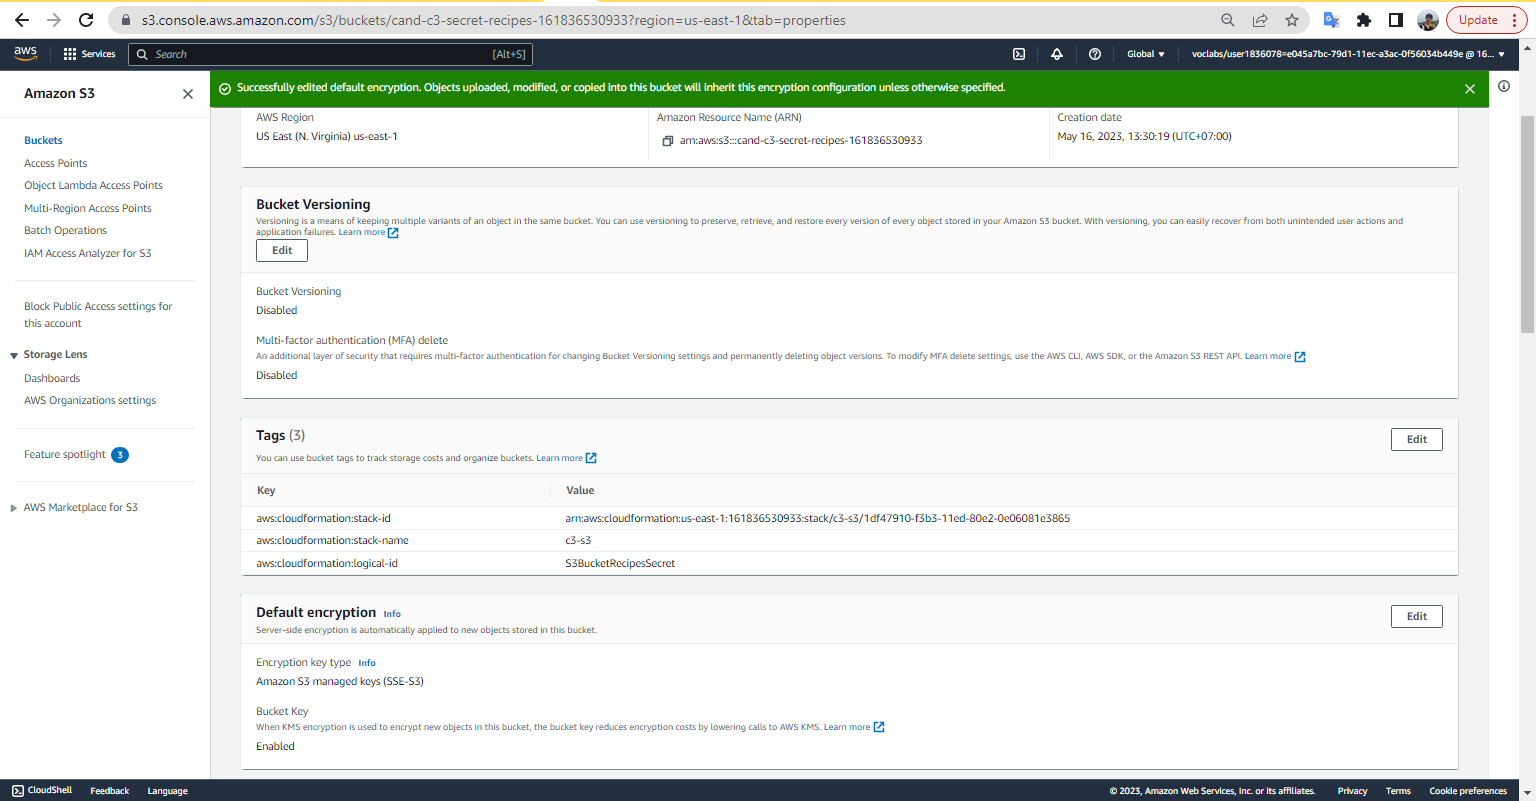 s3.console.aws.amazon.com/s3/buckets/cand-c3-secret-recipes-161836530933?region=us-east-1&tab=properties
Update
aws
Services
Search
[Alt+S]
Global
voclabs/user1836078=e045a7bc-79d1-11ec-a3ac-0f56034b449e @ 16...
Amazon S3
Buckets
Access Points
Object Lambda Access Points
Multi-Region Access Points
Batch Operations
IAM Access Analyzer for S3
Block Public Access settings for
this account
Storage Lens
Dashboards
AWS Organizations settings
Feature spotlight 3
AWS Marketplace for S3
Successfully edited default encryption. Objects uploaded, modified, or copied into this bucket will inherit this encryption configuration unless otherwise specified.
AWS Region
US East (N. Virginia) us-east-1
Amazon Resource Name (ARN)
arn:aws:s3:::cand-c3-secret-recipes-161836530933
Creation date
May 16, 2023, 13:30:19 (UTC+07:00)
Bucket Versioning
Versioning is a means of keeping multiple variants of an object in the same bucket. You can use versioning to preserve, retrieve, and restore every version of every object stored in your Amazon S3 bucket. With versioning, you can easily recover from both unintended user actions and
application failures. Learn more
Edit
Bucket Versioning
Disabled
Multi-factor authentication (MFA) delete
An additional layer of security that requires multi-factor authentication for changing Bucket Versioning settings and permanently deleting object versions. To modify MFA delete settings, use the AWS CLI, AWS SDK, or the Amazon S3 REST API. Learn more
Disabled
Tags (3)
Edit
You can use bucket tags to track storage costs and organize buckets. Learn more
Key
Value
aws:cloudformation:stack-id
arn:aws:cloudformation:us-east-1:161836530933:stack/c3-s3/1df47910-f3b3-11ed-80e2-0e06081e3865
aws:cloudformation:stack-name
c3-s3
aws:cloudformation:logical-id
S3BucketRecipesSecret
Default encryption Info
Edit
Server-side encryption is automatically applied to new objects stored in this bucket.
Encryption key type Info
Amazon S3 managed keys (SSE-S3)
Bucket Key
When KMS encryption is used to encrypt new objects in this bucket, the bucket key reduces encryption costs by lowering calls to AWS KMS. Learn more
Enabled
CloudShell
Feedback
Language
© 2023, Amazon Web Services, Inc. or its affiliates.
Privacy
Terms
Cookie preferences